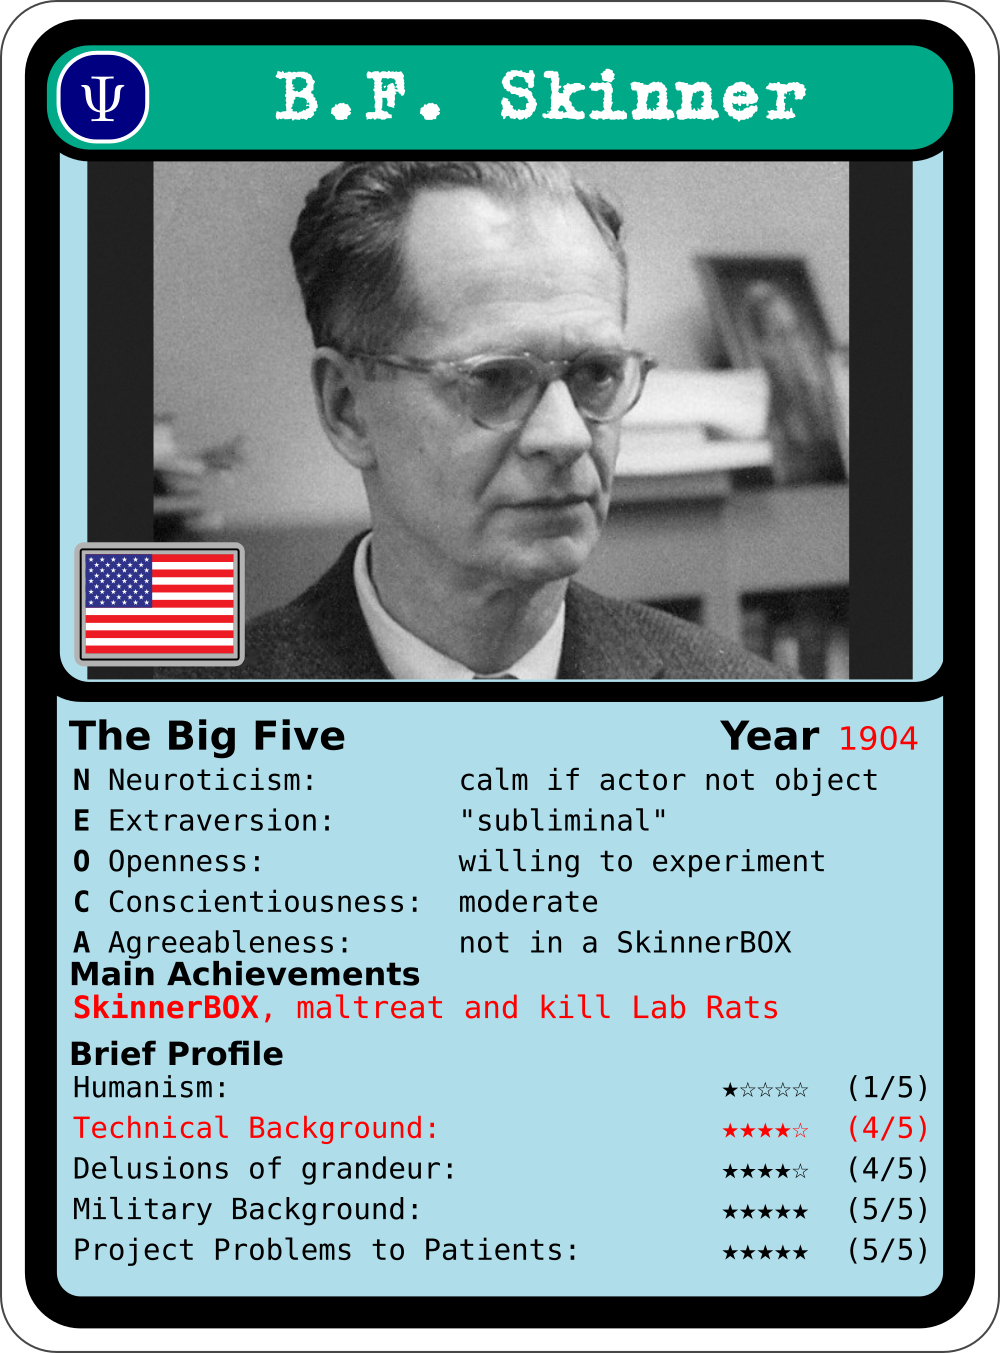 Ψ B.F. Skinner
The Big Five Year 1904
N Neuroticism: calm if actor not object
E Extraversion: "subliminal"
O Openness: willing to experiment
C Conscientiousness: moderate
A Agreeableness: not in a SkinnerBOX
Main Achievements
SkinnerBOX, maltreat and kill Lab Rats
Brief Profile
Humanism: ★☆☆☆☆ (1/5)
Technical Background: ★★★★☆ (4/5)
Delusions of grandeur: ★★★★☆ (4/5)
Military Background: ★★★★★ (5/5)
Project Problems to Patients: ★★★★★ (5/5)